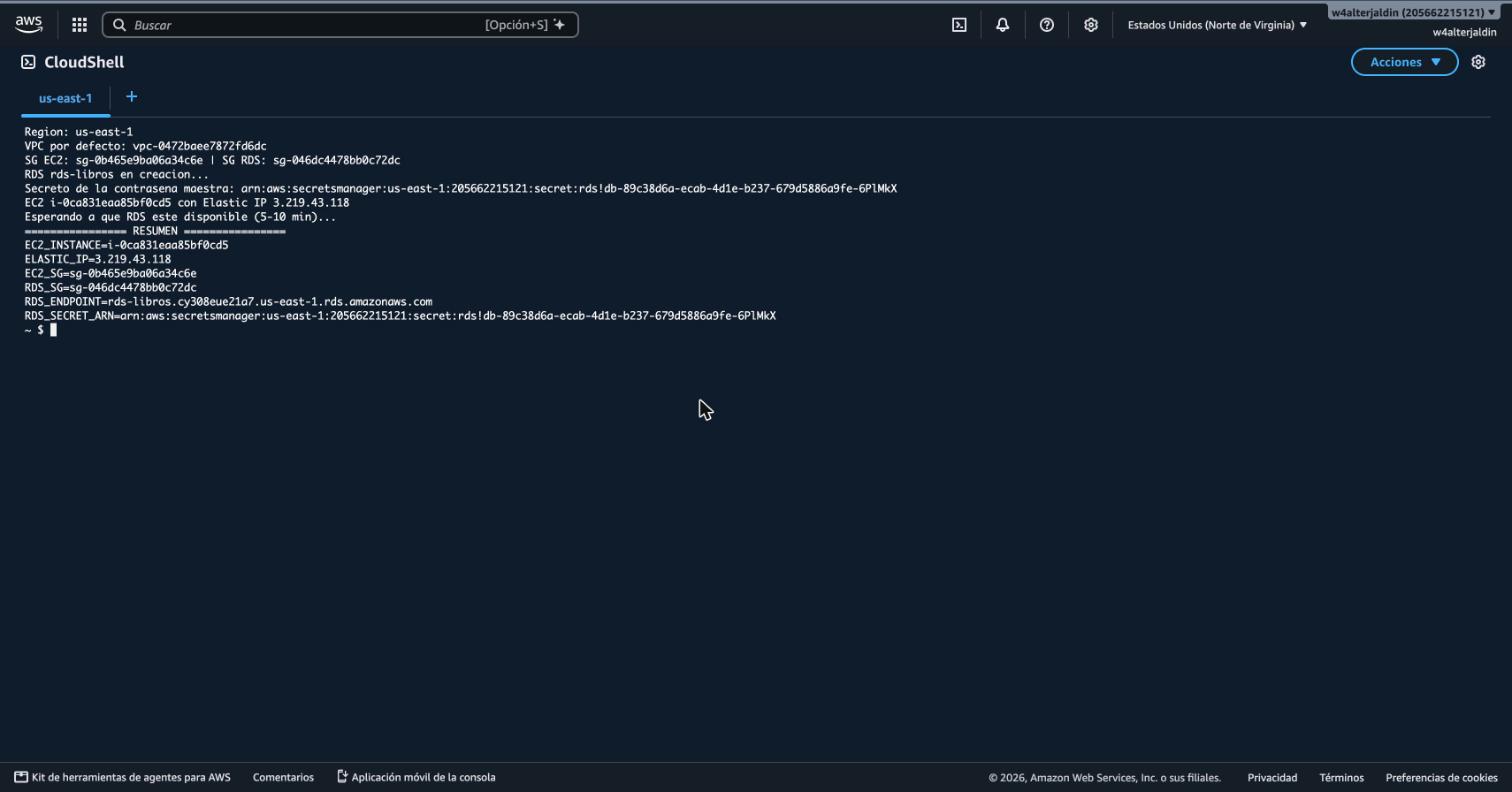 aws
Buscar [Opción+S]
Estados Unidos (Norte de Virginia)
w4alterjaldin (205662215121)
w4alterjaldin
CloudShell
Acciones
us-east-1
+
Region: us-east-1
VPC por defecto: vpc-0472baee7872fd6dc
SG EC2: sg-0b465e9ba06a34c6e | SG RDS: sg-046dc4478bb0c72dc
RDS rds-libros en creacion...
Secreto de la contrasena maestra: arn:aws:secretsmanager:us-east-1:205662215121:secret:rds!db-89c38d6a-ecab-4d1e-b237-679d5886a9fe-6PlMkX
EC2 i-0ca831eaa85bf0cd5 con Elastic IP 3.219.43.118
Esperando a que RDS este disponible (5-10 min)...
================ RESUMEN ================
EC2_INSTANCE=i-0ca831eaa85bf0cd5
ELASTIC_IP=3.219.43.118
EC2_SG=sg-0b465e9ba06a34c6e
RDS_SG=sg-046dc4478bb0c72dc
RDS_ENDPOINT=rds-libros.cy308eue21a7.us-east-1.rds.amazonaws.com
RDS_SECRET_ARN=arn:aws:secretsmanager:us-east-1:205662215121:secret:rds!db-89c38d6a-ecab-4d1e-b237-679d5886a9fe-6PlMkX
~ $
Kit de herramientas de agentes para AWS Comentarios Aplicación móvil de la consola © 2026, Amazon Web Services, Inc. o sus filiales. Privacidad Términos Preferencias de cookies